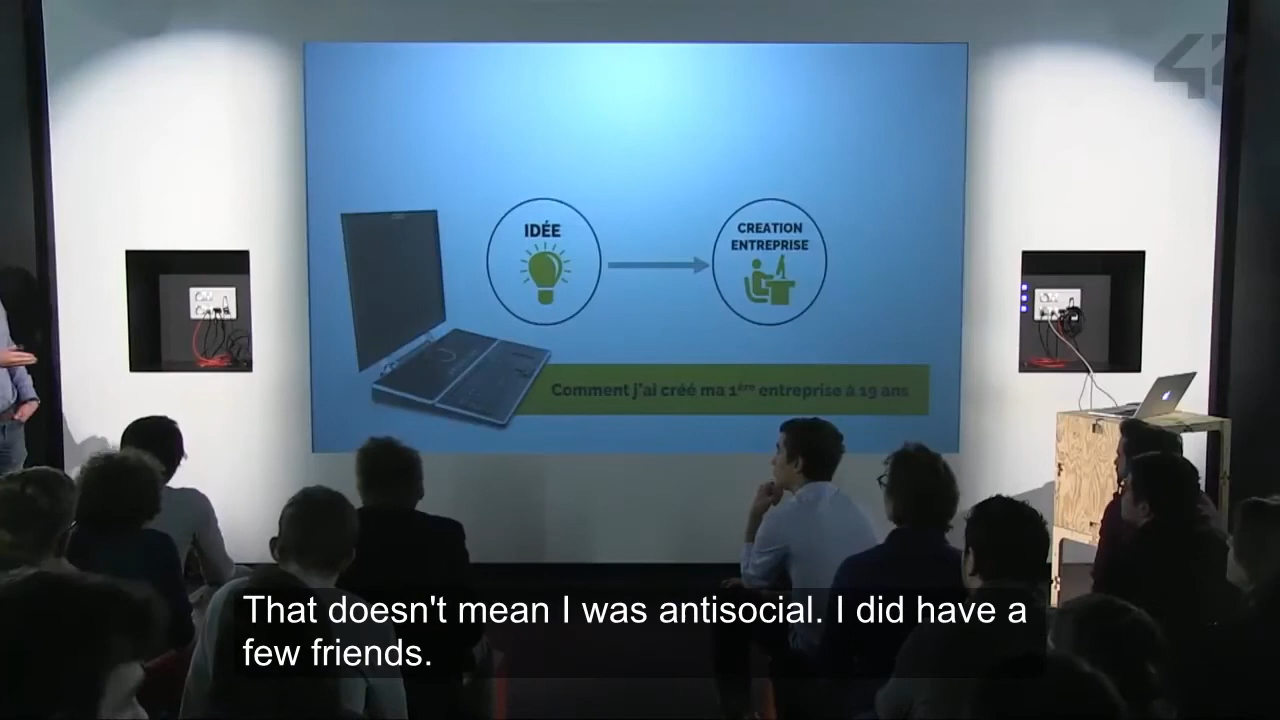 42
IDÉE
CREATION
ENTREPRISE
Comment j'ai créé ma 1ère entreprise à 19 ans
That doesn't mean I was antisocial. I did have a
few friends.